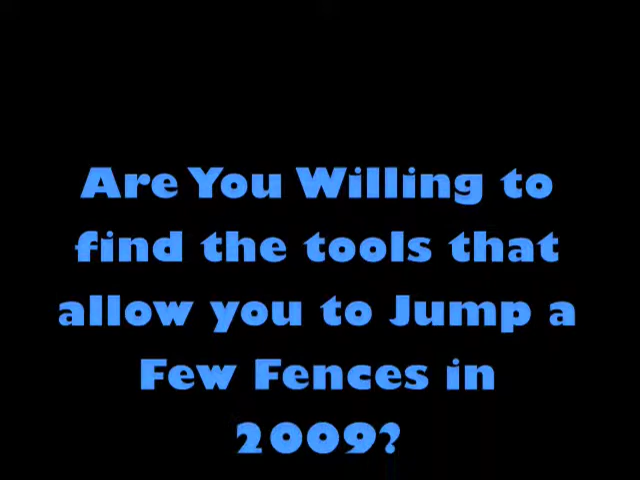 Are You Willing to
find the tools that
allow you to Jump a
Few Fences in
2009?